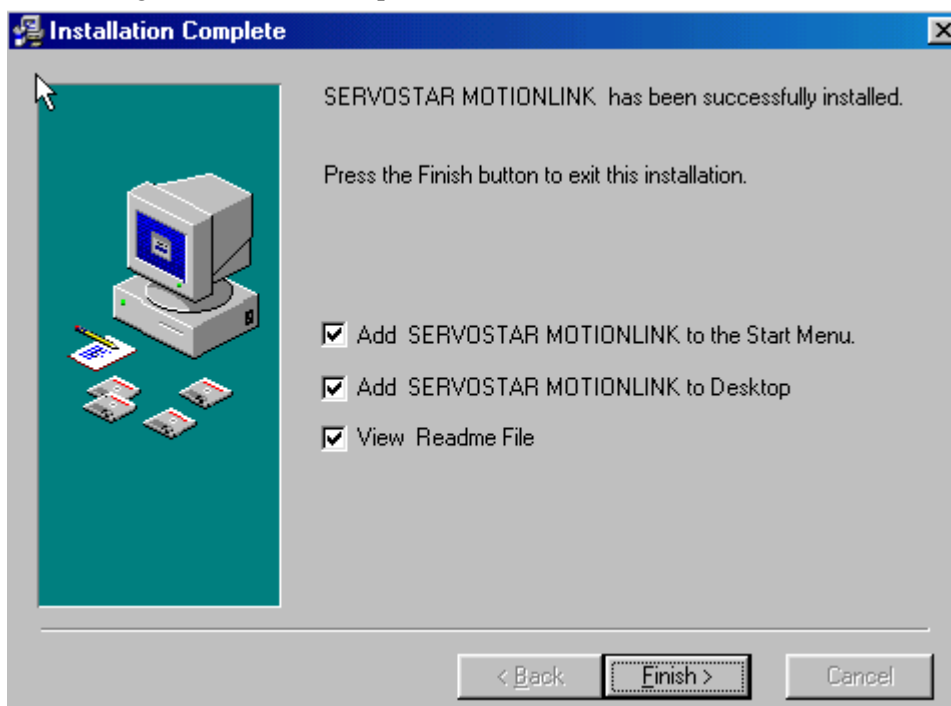 Installation Complete
SERVOSTAR MOTIONLINK has been successfully installed.
Press the Finish button to exit this installation.
Add SERVOSTAR MOTIONLINK to the Start Menu.
Add SERVOSTAR MOTIONLINK to Desktop
View Readme File
< Back Finish > Cancel